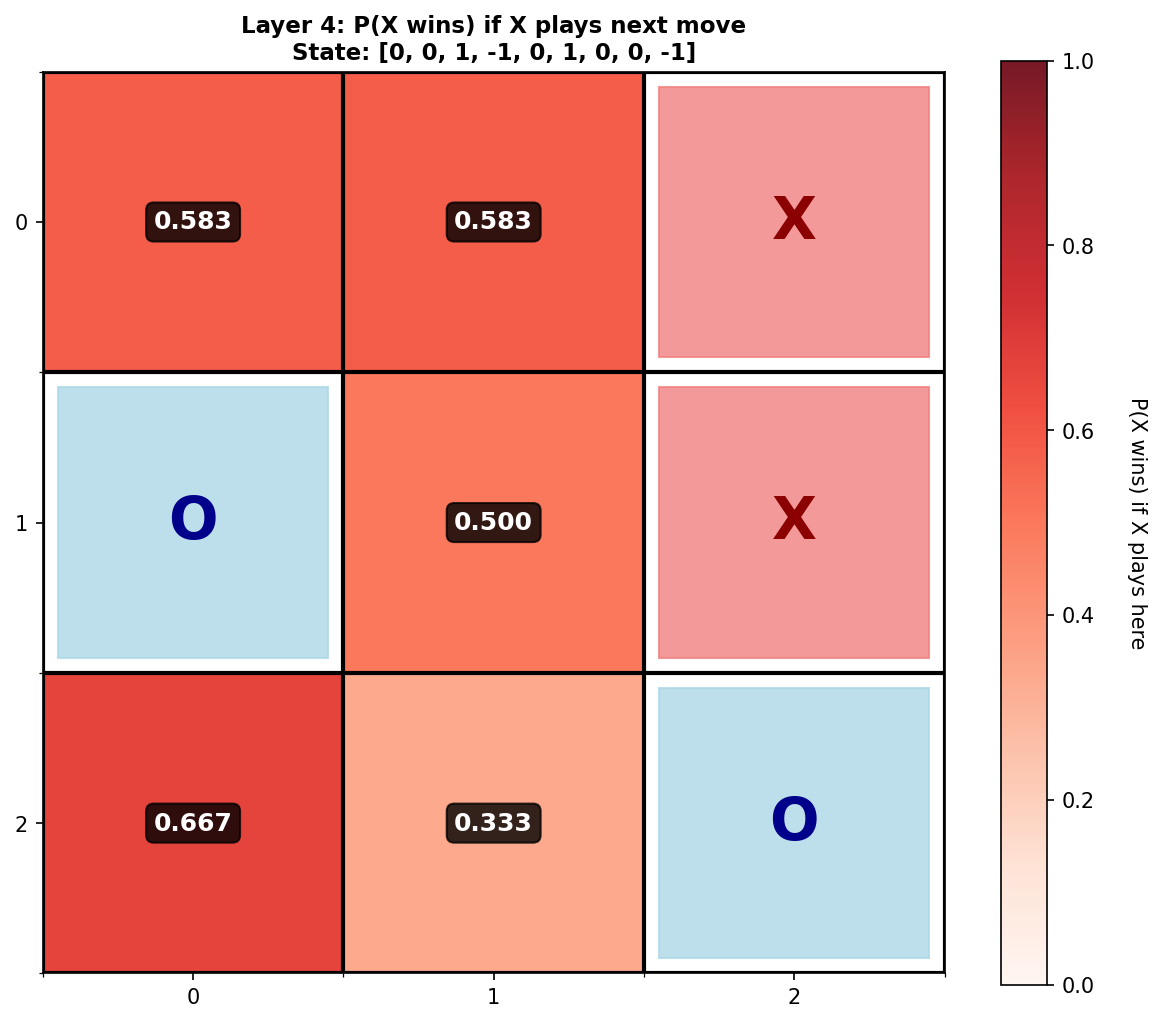 Layer 4: P(X wins) if X plays next move
State: [0, 0, 1, -1, 0, 1, 0, 0, -1]
0
0.583
0.583
X
1
O
0.500
X
2
0.667
0.333
O
0
1
2
1.0
0.8
0.6
0.4
0.2
0.0
P(X wins) if X plays here